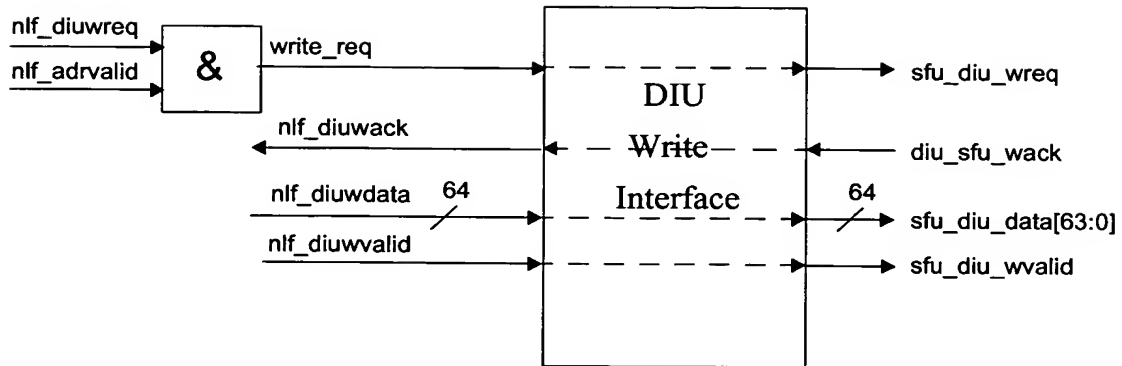 nlf_diuwreq
nlf_adrvalid
&
write_req
sfu_diu_wreq
DIU
nlf_diuwack
Write
diu_sfu_wack
nlf_diuwdata
64
Interface
64
sfu_diu_data[63:0]
nlf_diuwvalid
sfu_diu_wvalid